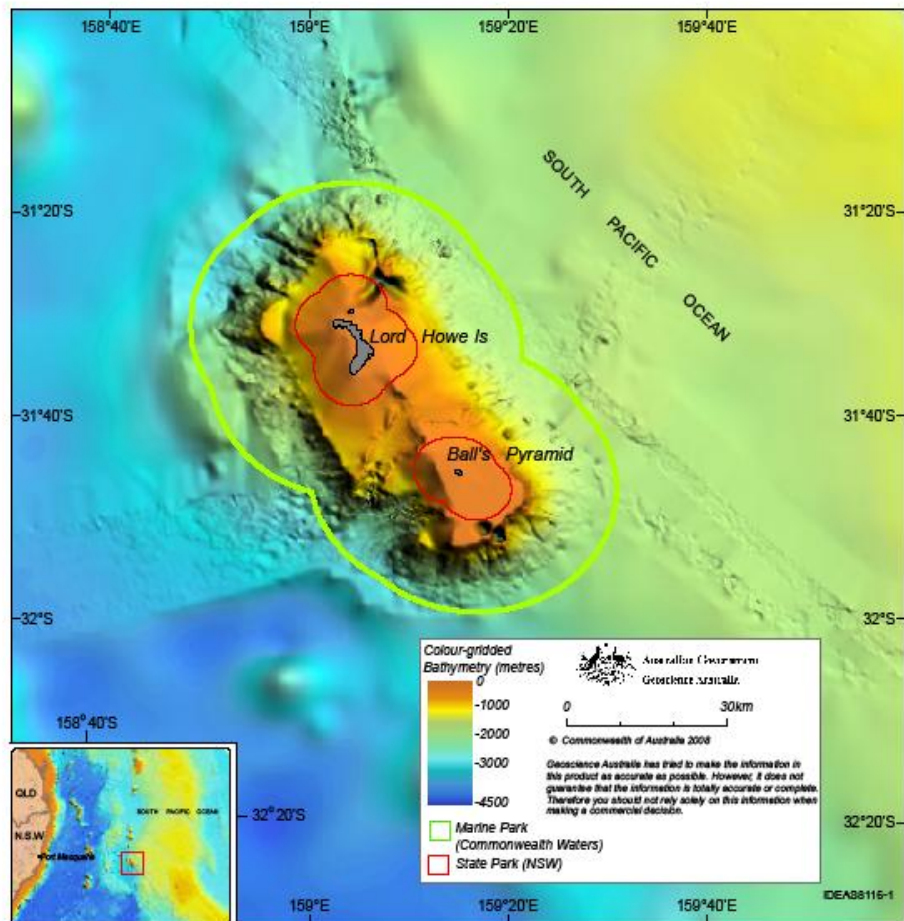 158°40'E 159°E 159°20'E 159°40'E
31°20'S 31°20'S
31°40'S 31°40'S
32°S 32°S
32°20'S 32°20'S
SOUTH
PACIFIC
OCEAN
Lord Howe Is
Ball's Pyramid
Colour-gridded
Bathymetry (metres)
0
-1000
-2000
-3000
-4500
Marine Park
(Commonwealth Waters)
State Park (NSW)
Australian Government
Geoscience Australia
0 30km
© Commonwealth of Australia 2008
Geoscience Australia has tried to make the information in
this product as accurate as possible. However, it does not
guarantee that the information is totally accurate or complete.
Therefore you should not rely solely on this information when
making a commercial decision.
158°40'S
QLD
N.S.W
Port Macquarie
SOUTH PACIFIC OCEAN
159°E 159°20'E 159°40'E
IDEAS8116-1